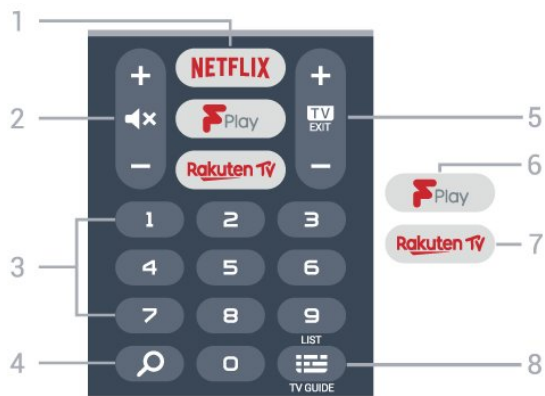 1
NETFLIX
+ +
2
Play
TV
EXIT
5
6
Play
Rakuten TV
− −
Rakuten TV
7
3
1 2 3
4 5 6
7 8 9
LIST
4
0
8
TV GUIDE